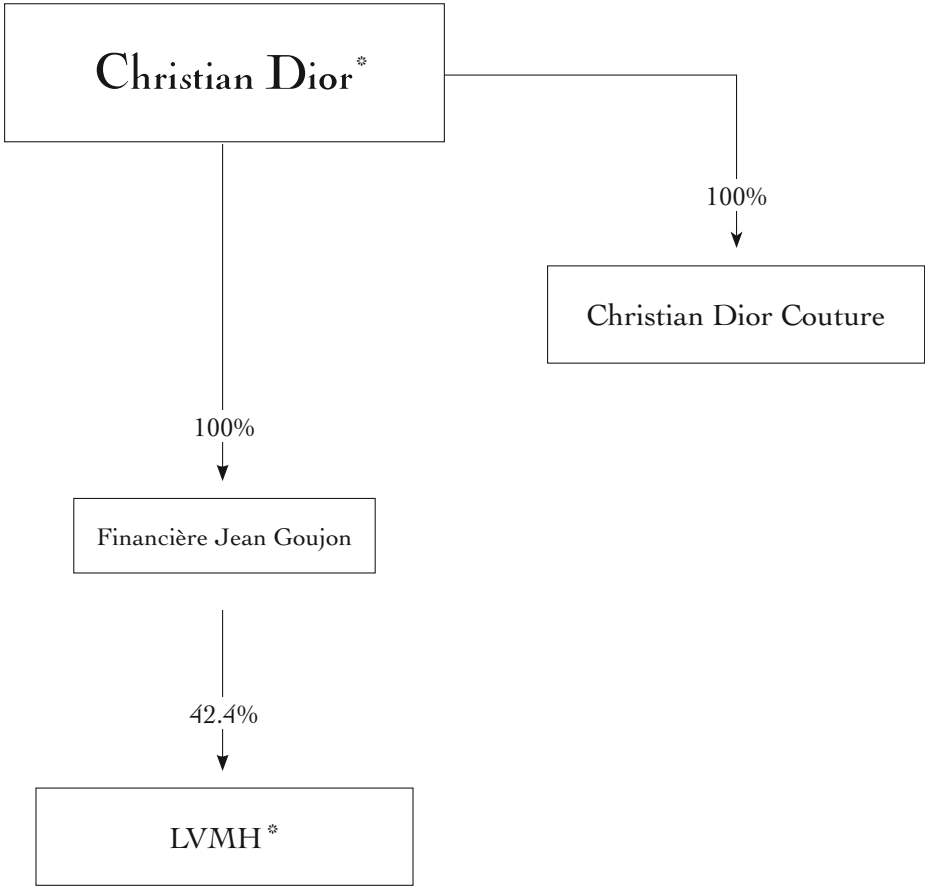 Christian Dior*
100%
Christian Dior Couture
100%
Financière Jean Goujon
42.4%
LVMH*